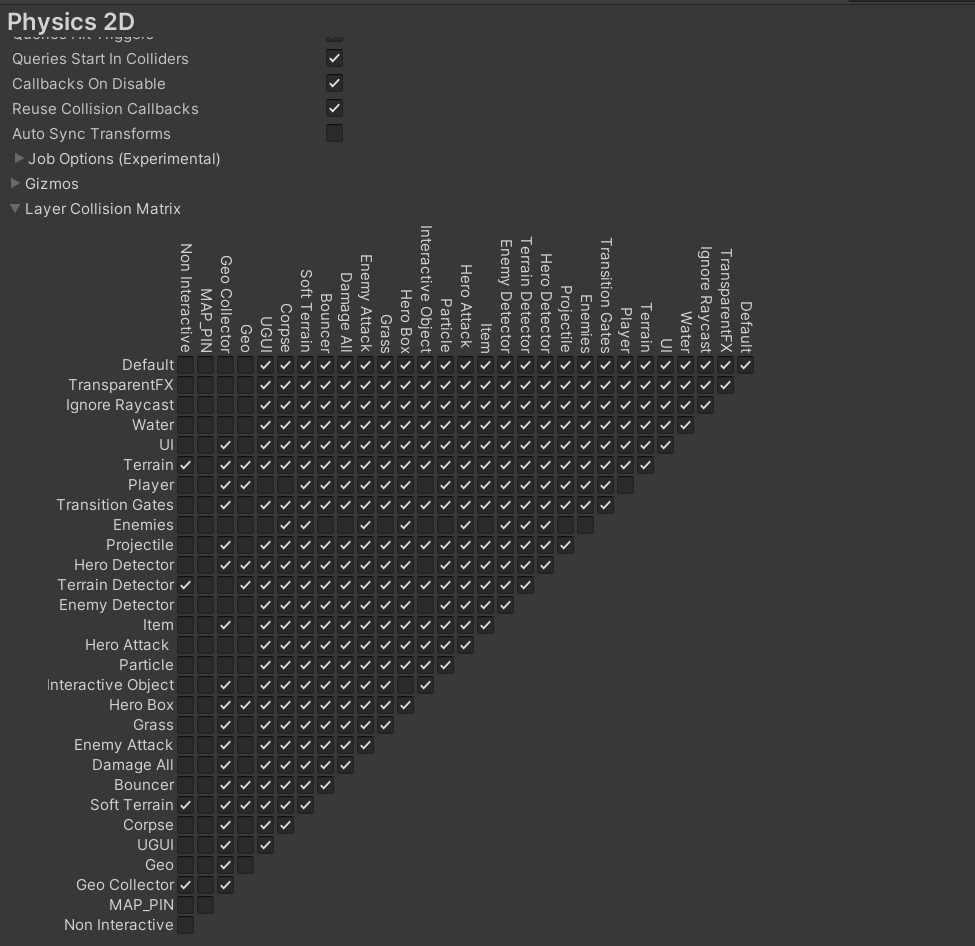 Physics 2D
Queries Hit Triggers
Queries Start In Colliders
Callbacks On Disable
Reuse Collision Callbacks
Auto Sync Transforms
Job Options (Experimental)
Gizmos
Layer Collision Matrix
Non Interactive
MAP_PIN
Geo Collector
Geo
UGUI
Corpse
Soft Terrain
Bouncer
Damage All
Enemy Attack
Grass
Hero Box
Interactive Object
Particle
Hero Attack
Item
Enemy Detector
Terrain Detector
Hero Detector
Projectile
Enemies
Transition Gates
Player
Terrain
UI
Water
Ignore Raycast
TransparentFX
Default
Default
TransparentFX
Ignore Raycast
Water
UI
Terrain
Player
Transition Gates
Enemies
Projectile
Hero Detector
Terrain Detector
Enemy Detector
Item
Hero Attack
Particle
Interactive Object
Hero Box
Grass
Enemy Attack
Damage All
Bouncer
Soft Terrain
Corpse
UGUI
Geo
Geo Collector
MAP_PIN
Non Interactive